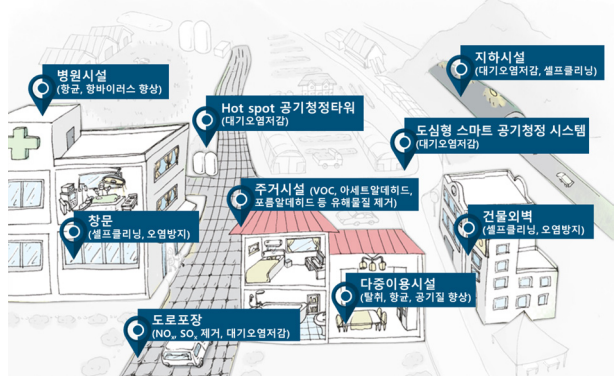 병원시설
(항균, 항바이러스 향상)
지하시설
(대기오염저감, 셀프클리닝)
Hot spot 공기청정타워
(대기오염저감)
도심형 스마트 공기청정 시스템
(대기오염저감)
주거시설 (VOC, 아세트알데히드,
포름알데히드 등 유해물질 제거)
창문
(셀프클리닝, 오염방지)
건물외벽
(셀프클리닝, 오염방지)
다중이용시설
(탈취, 항균, 공기질 향상)
도로포장
(NOₓ, SOₓ 제거, 대기오염저감)